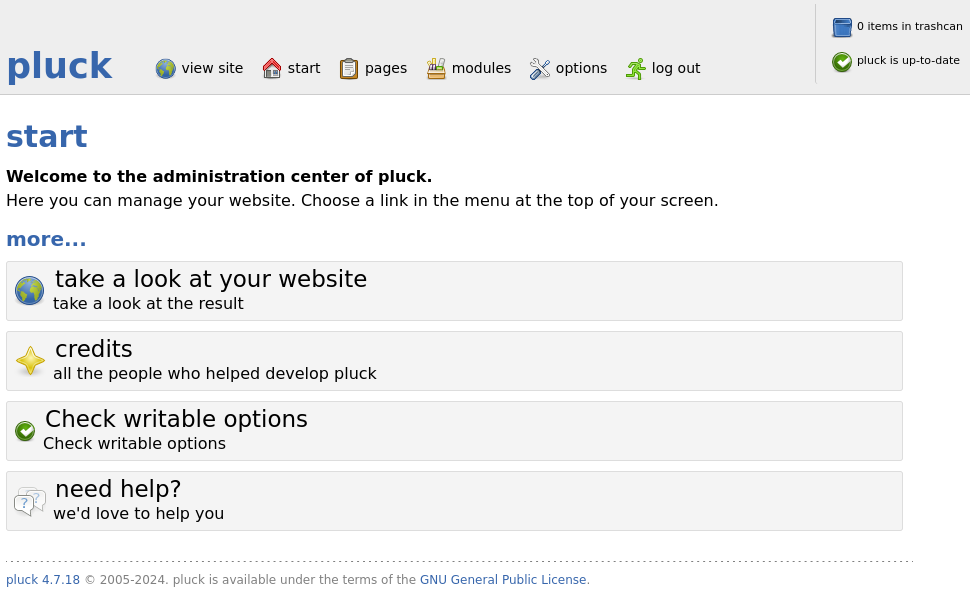 0 items in trashcan
pluck is up-to-date
pluck
view site start pages modules options log out
start
Welcome to the administration center of pluck.
Here you can manage your website. Choose a link in the menu at the top of your screen.
more...
take a look at your website
take a look at the result
credits
all the people who helped develop pluck
Check writable options
Check writable options
need help?
we'd love to help you
? ?
pluck 4.7.18 © 2005-2024. pluck is available under the terms of the GNU General Public License.